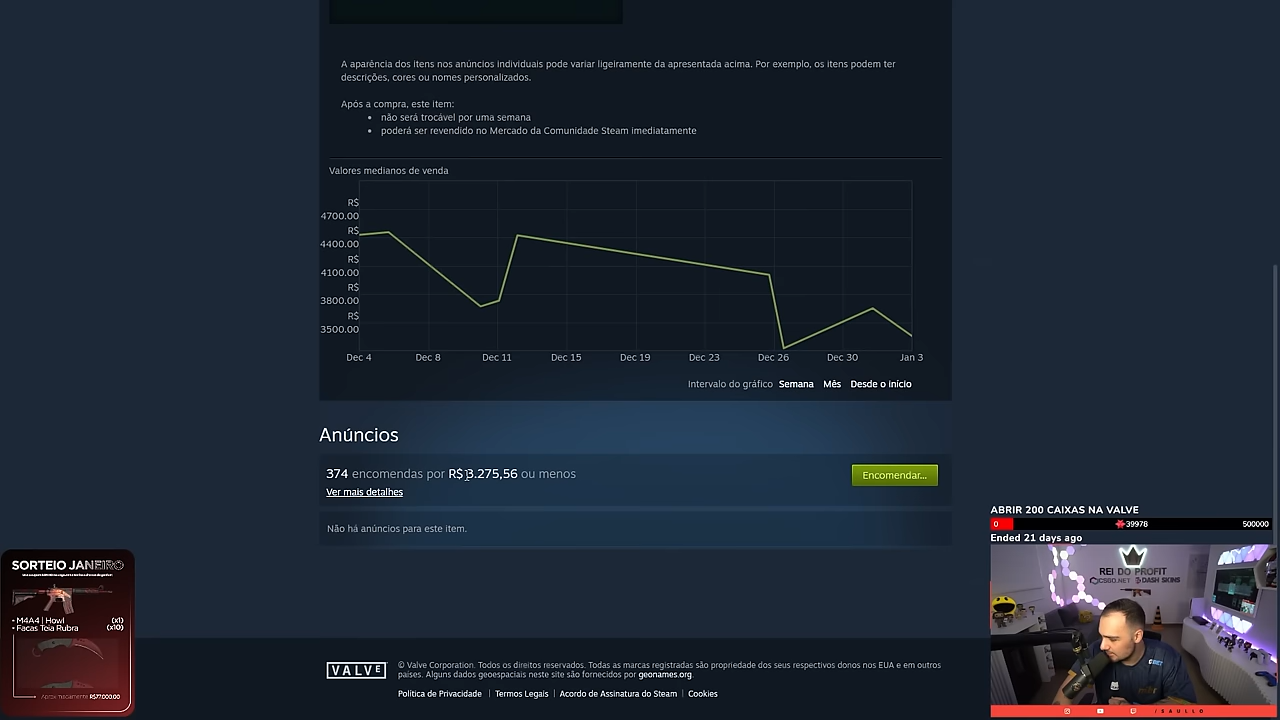 A aparência dos itens nos anúncios individuais pode variar ligeiramente da apresentada acima. Por exemplo, os itens podem ter
descrições, cores ou nomes personalizados.
Após a compra, este item:
não será trocável por uma semana
poderá ser revendido no Mercado da Comunidade Steam imediatamente
Valores medianos de venda
R$
4700.00
R$
4400.00
R$
4100.00
R$
3800.00
R$
3500.00
Dec 4 Dec 8 Dec 11 Dec 15 Dec 19 Dec 23 Dec 26 Dec 30 Jan 3
Intervalo do gráfico Semana Mês Desde o início
Anúncios
374 encomendas por R$ 3.275,56 ou menos
Encomendar...
Ver mais detalhes
Não há anúncios para este item.
ABRIR 200 CAIXAS NA VALVE
0 39978 500000
Ended 21 days ago
REI DO PROFIT
CSGO.NET DASH SKINS
/SAULLO
SORTEIO JANEIRO
- M4A4 | Howl (x1)
- Facas Teia Rubra (x10)
VALVE
© Valve Corporation. Todos os direitos reservados. Todas as marcas registradas são propriedade dos seus respectivos donos nos EUA e em outros
países. Alguns dados geoespaciais neste site são fornecidos por geonames.org.
Política de Privacidade | Termos Legais | Acordo de Assinatura do Steam | Cookies